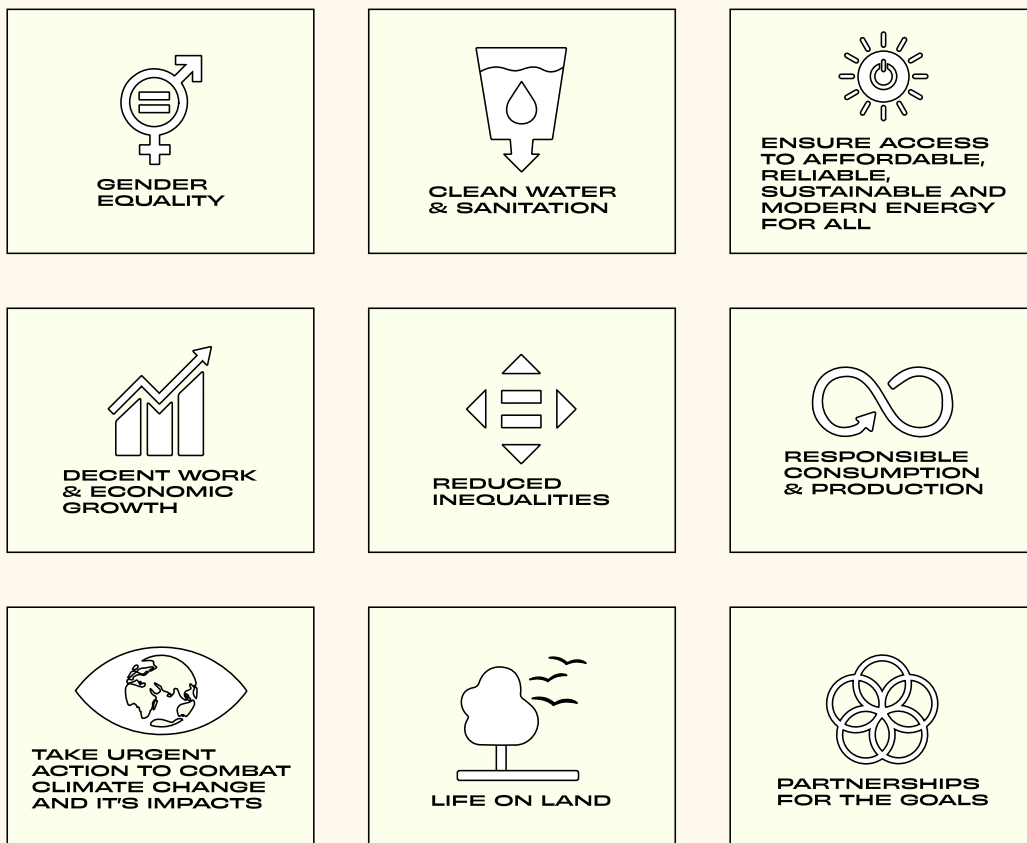 GENDER
EQUALITY
CLEAN WATER
& SANITATION
ENSURE ACCESS
TO AFFORDABLE,
RELIABLE,
SUSTAINABLE AND
MODERN ENERGY
FOR ALL
DECENT WORK
& ECONOMIC
GROWTH
REDUCED
INEQUALITIES
RESPONSIBLE
CONSUMPTION
& PRODUCTION
TAKE URGENT
ACTION TO COMBAT
CLIMATE CHANGE
AND IT'S IMPACTS
LIFE ON LAND
PARTNERSHIPS
FOR THE GOALS